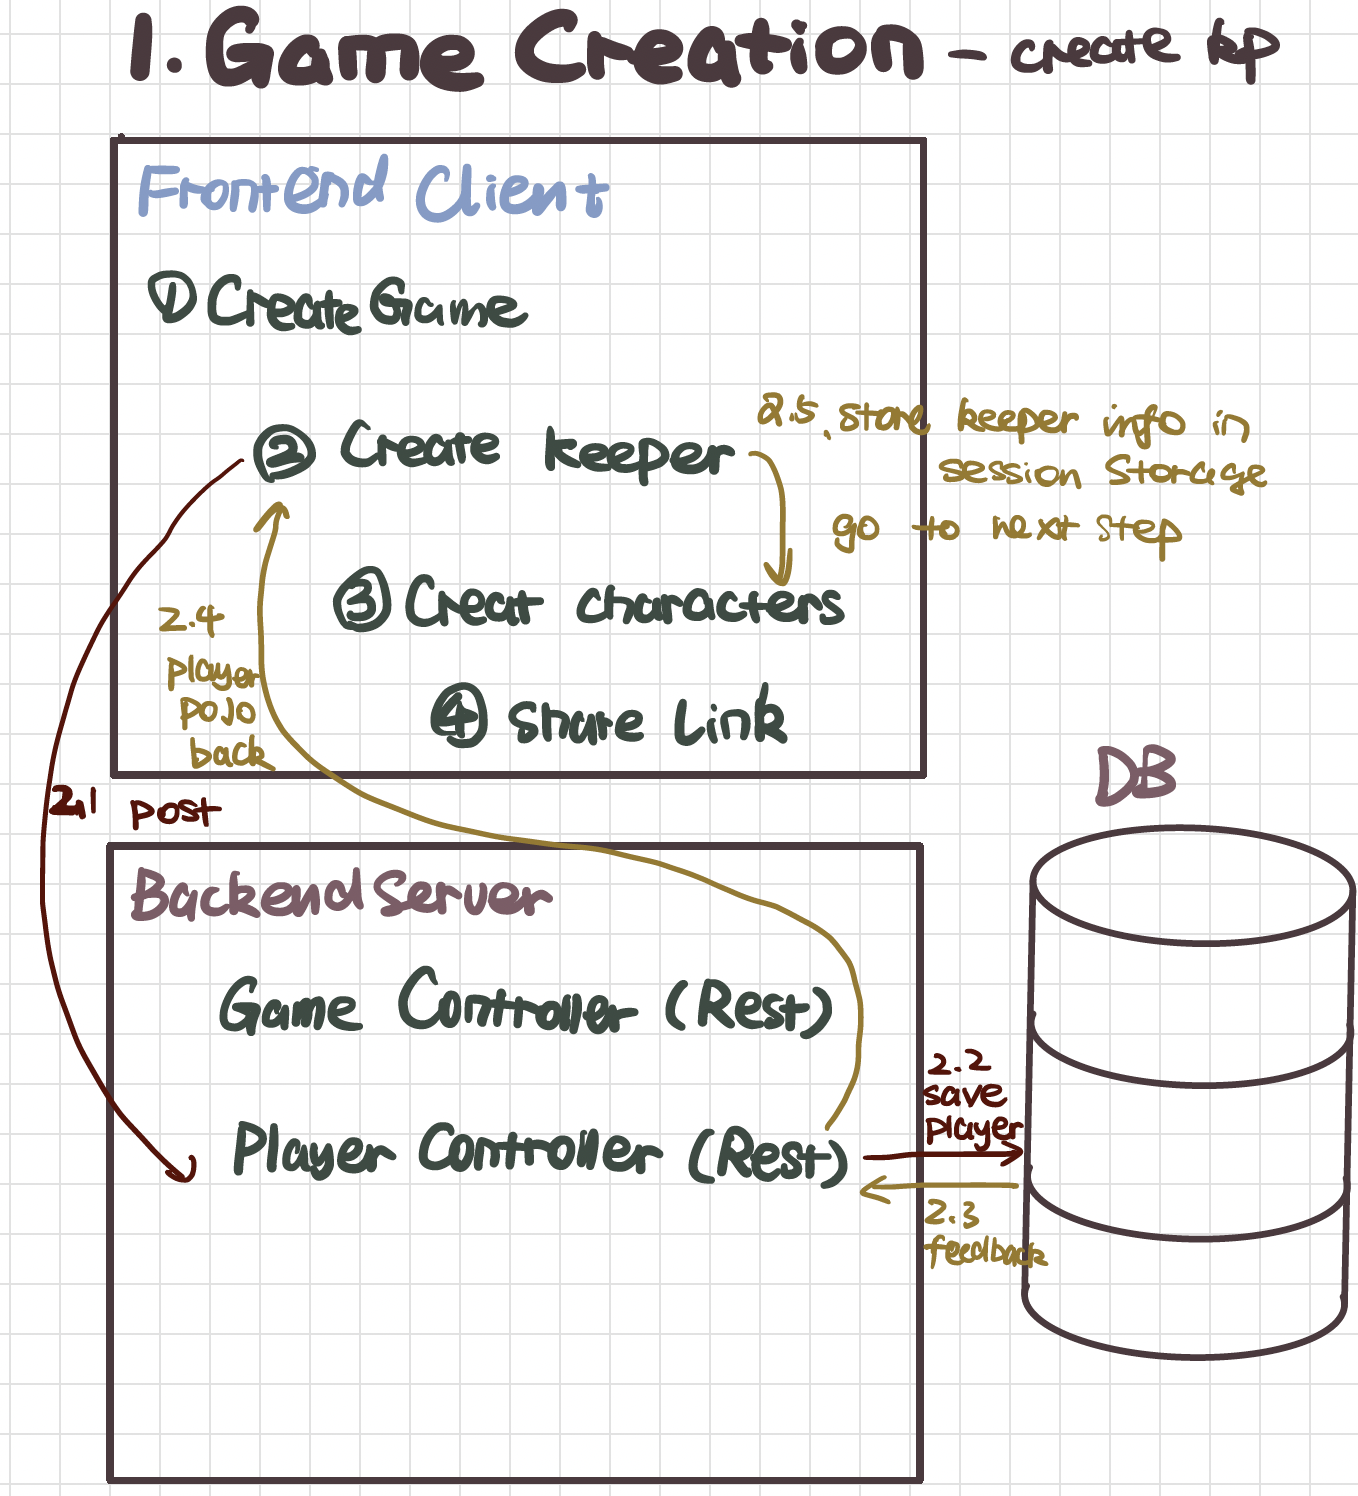 1. Game Creation - create kp
Frontend Client
① Create Game
② Create keeper
2.5. store keeper info in
session storage
go to next step
③ Creat characters
2.4
player
POJO
back
④ Share Link
DB
2.1 post
Backend Server
Game Controller (Rest)
2.2
save
player
Player Controller (Rest)
2.3
feedback